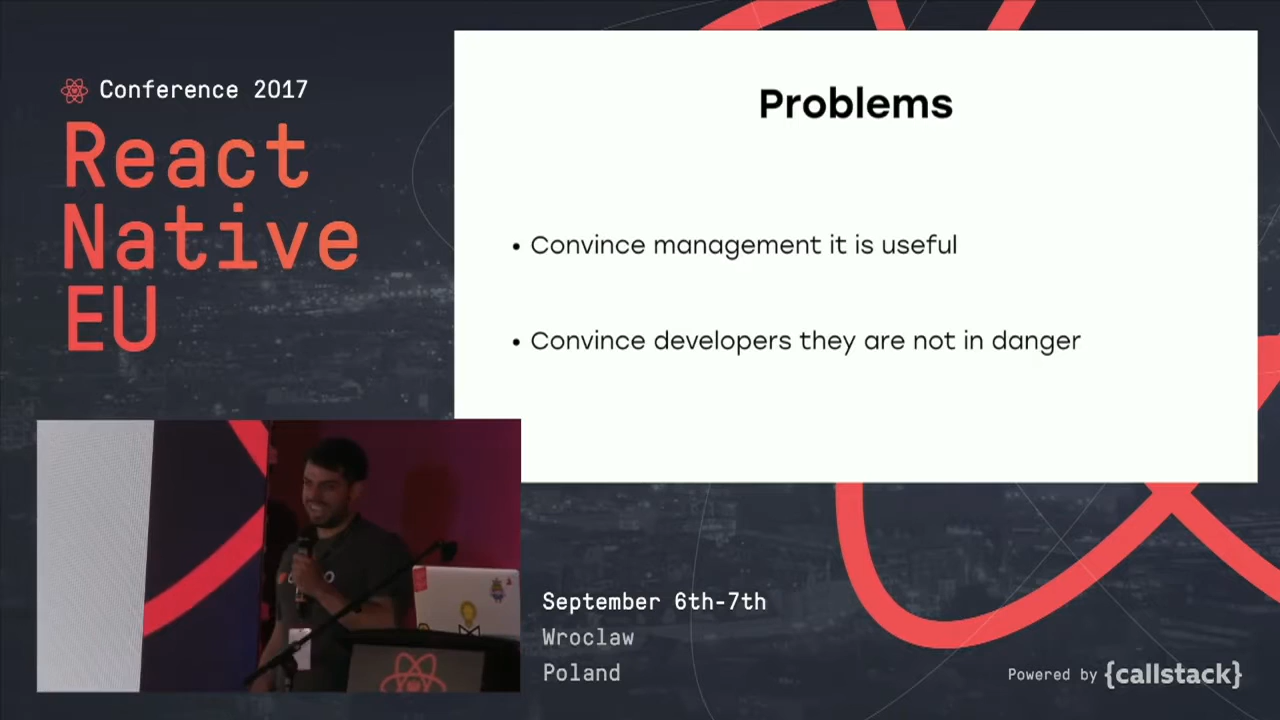 Conference 2017
React
Native
EU
Problems
• Convince management it is useful
• Convince developers they are not in danger
September 6th-7th
Wroclaw
Poland
Powered by {callstack}